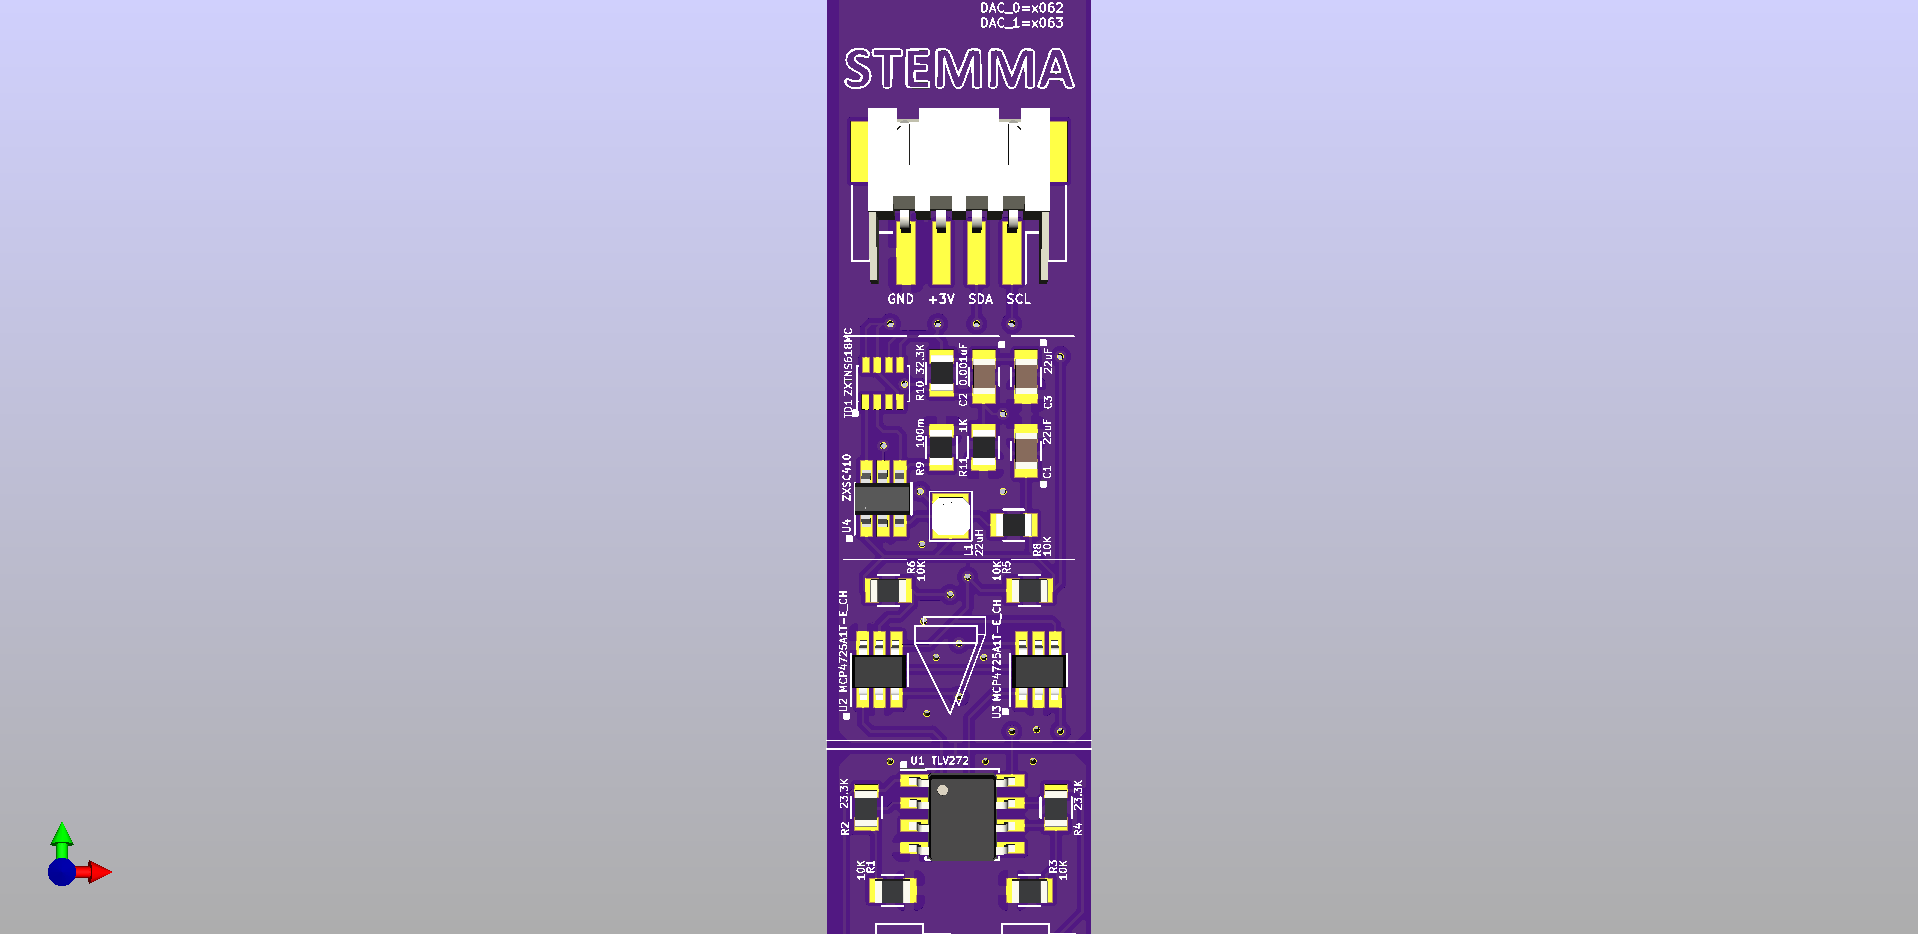 DAC_0=x062
DAC_1=x063
STEMMA
GND +3V SDA SCL
TD1 ZXTNS618MC
R10 32.3K
C2 0.001uF
22uF
C3
100m
R9
1K
R11
22uF
C1
ZXSC410
U4
L1
22uH
R8
10K
R6
10K
10K
R5
U2 MCP4725A1T-E_CH
U3 MCP4725A1T-E_CH
U1 TLV272
23.3K
R2
23.3K
R4
10K
R1
R3
10K